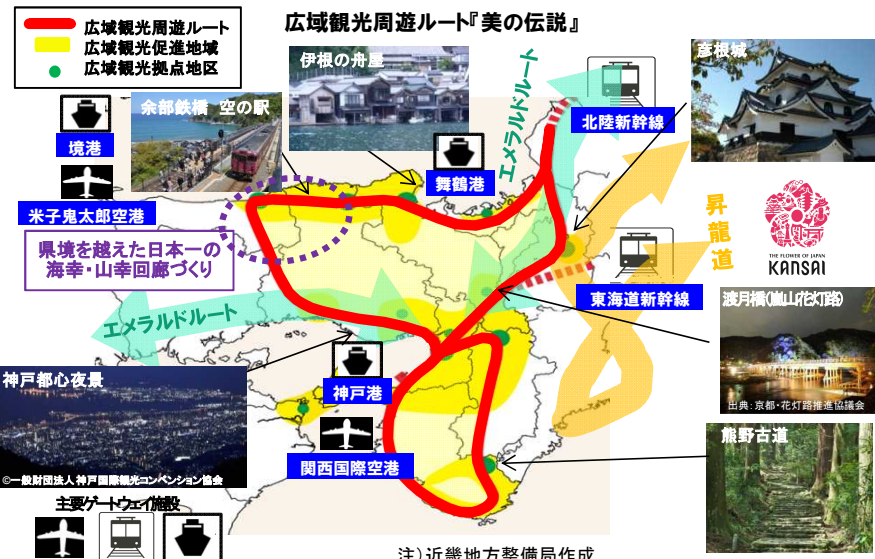 広域観光周遊ルート『美の伝説』
広域観光周遊ルート
広域観光促進地域
広域観光拠点地区
伊根の舟屋
彦根城
余部鉄橋 空の駅
境港
米子鬼太郎空港
舞鶴港
エメラルドルート
北陸新幹線
県境を越えた日本一の
海幸・山幸回廊づくり
昇龍道
THE FLOWER OF JAPAN
KANSAI
東海道新幹線
エメラルドルート
渡月橋(嵐山花灯路)
出典:京都・花灯路推進協議会
神戸都心夜景
©一般財団法人 神戸国際観光コンベンション協会
神戸港
関西国際空港
熊野古道
主要ゲートウェイ施設
注)近畿地方整備局作成